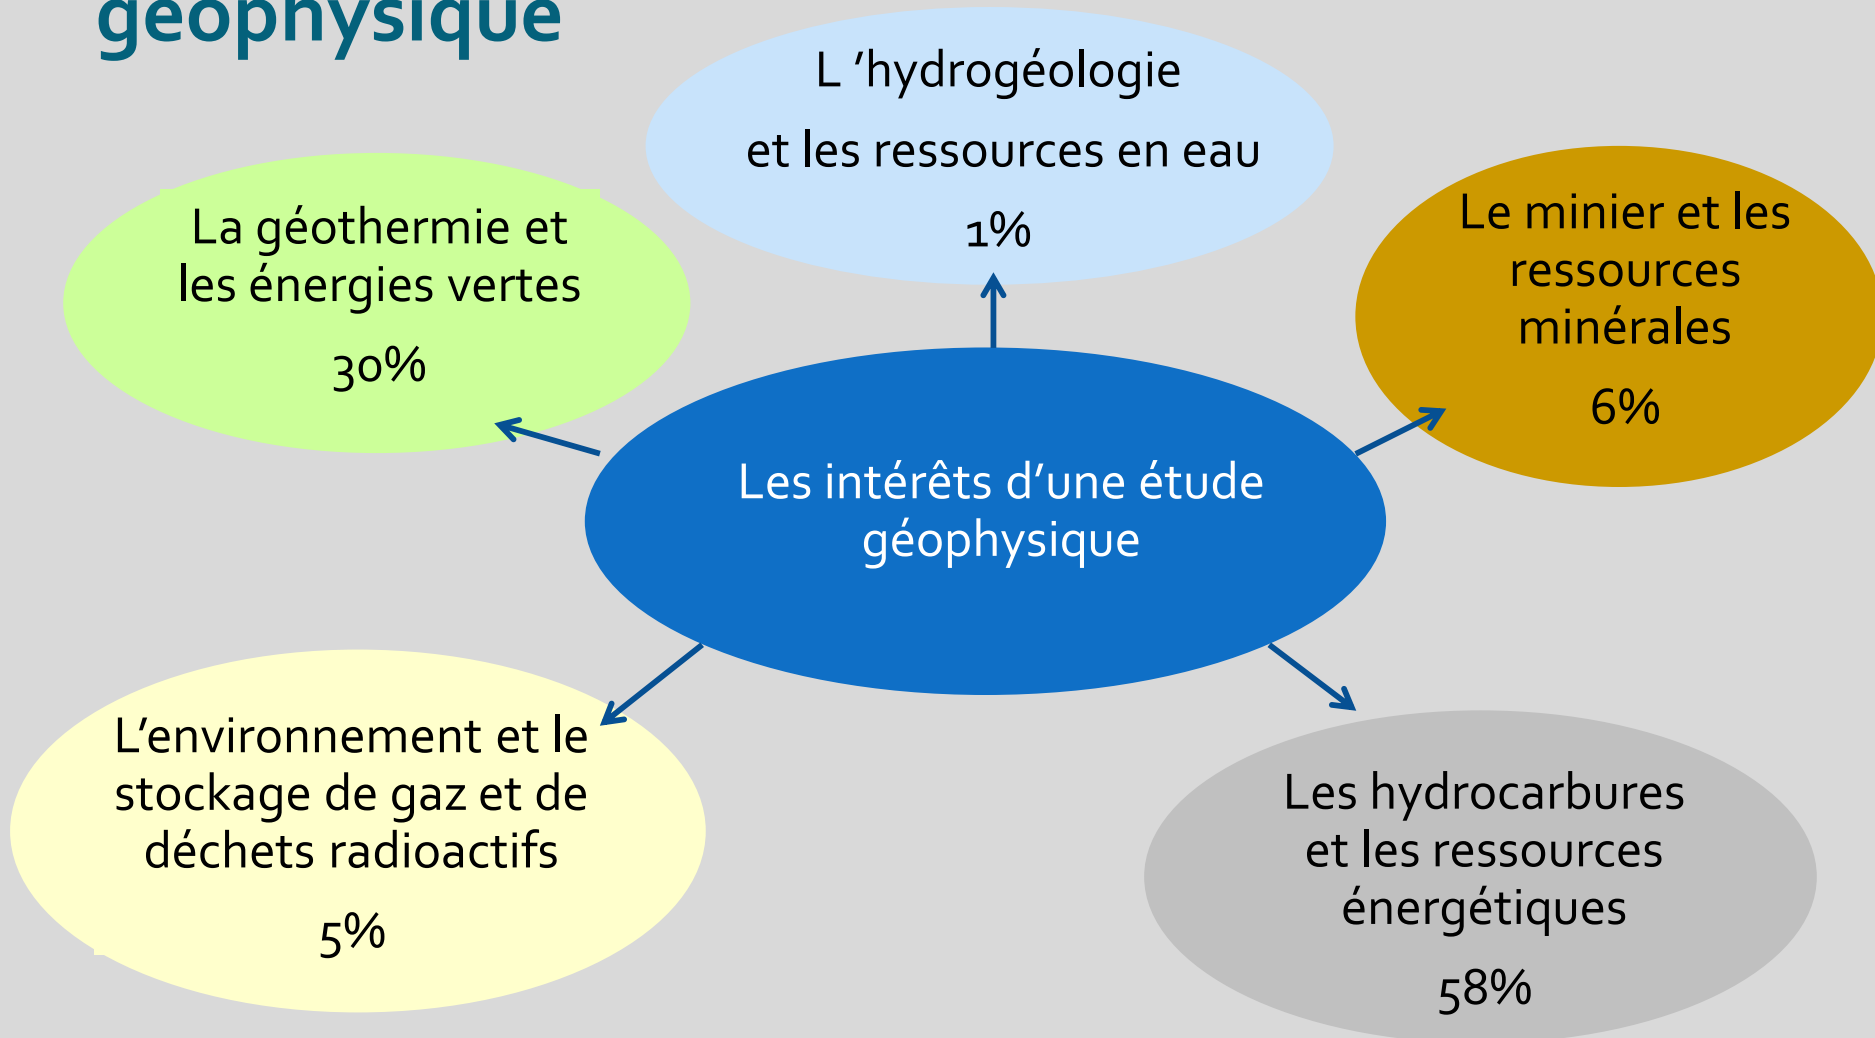 géophysique
L ’hydrogéologie
et les ressources en eau
1%
La géothermie et
les énergies vertes
30%
Le minier et les
ressources
minérales
6%
Les intérêts d’une étude
géophysique
L’environnement et le
stockage de gaz et de
déchets radioactifs
5%
Les hydrocarbures
et les ressources
énergétiques
58%